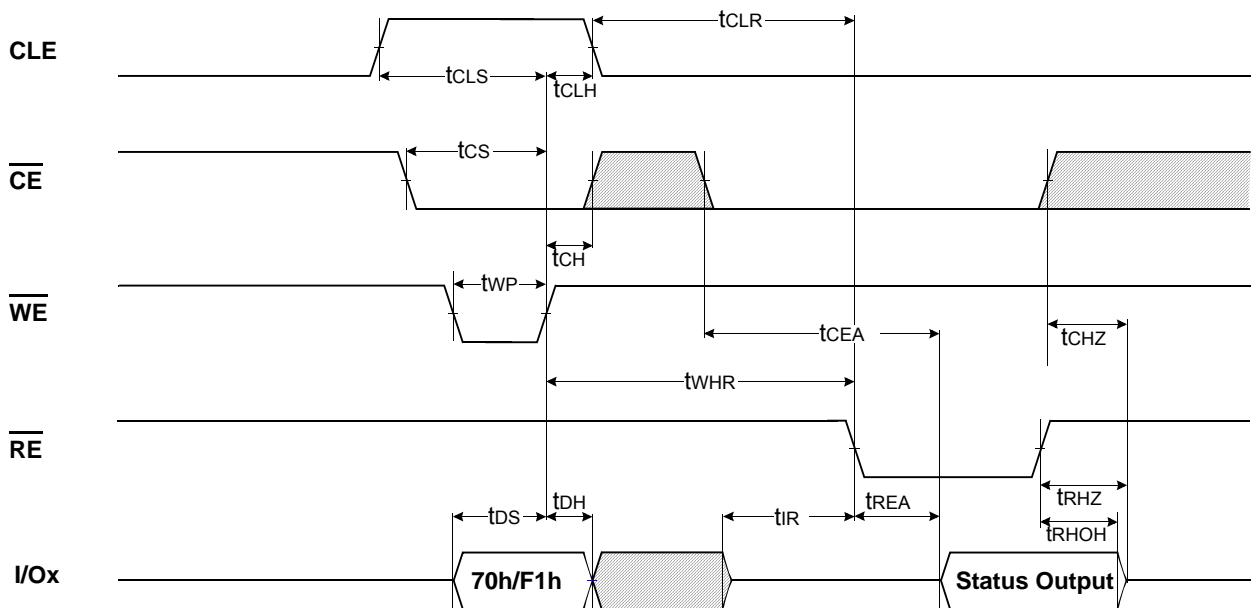 CLE
tCLR
tCLS
tCLH
CE
tCS
tCH
WE
tWP
tCEA
tCHZ
tWHR
RE
tDS
tDH
tIR
tREA
tRHZ
tRHOH
I/Ox
70h/F1h
Status Output